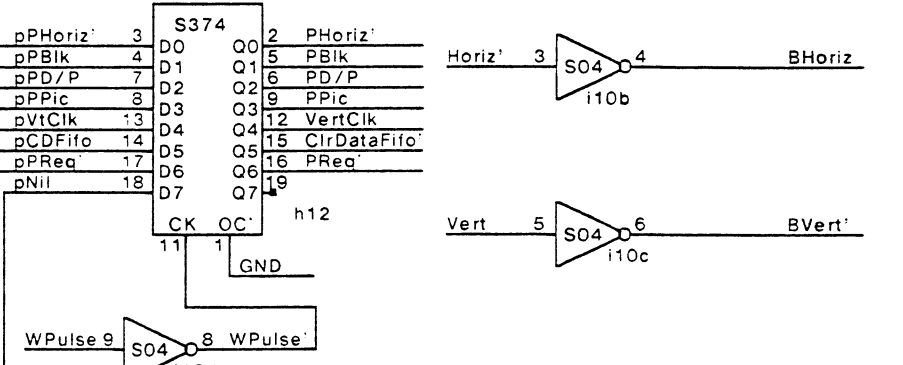 S374
pPHoriz' 3 D0 Q0 2 PHoriz'
pPBlk 4 D1 Q1 5 PBlk
pPD/P 7 D2 Q2 6 PD/P
pPPic 8 D3 Q3 9 PPic
pVtClk 13 D4 Q4 12 VertClk
pCDFifo 14 D5 Q5 15 ClrDataFifo'
pPReq' 17 D6 Q6 16 PReq'
pNil 18 D7 Q7 19
h12
CK OC'
11 1
GND
WPulse 9 S04 8 WPulse'
Horiz' 3 S04 4 BHoriz
i10b
Vert 5 S04 6 BVert'
i10c